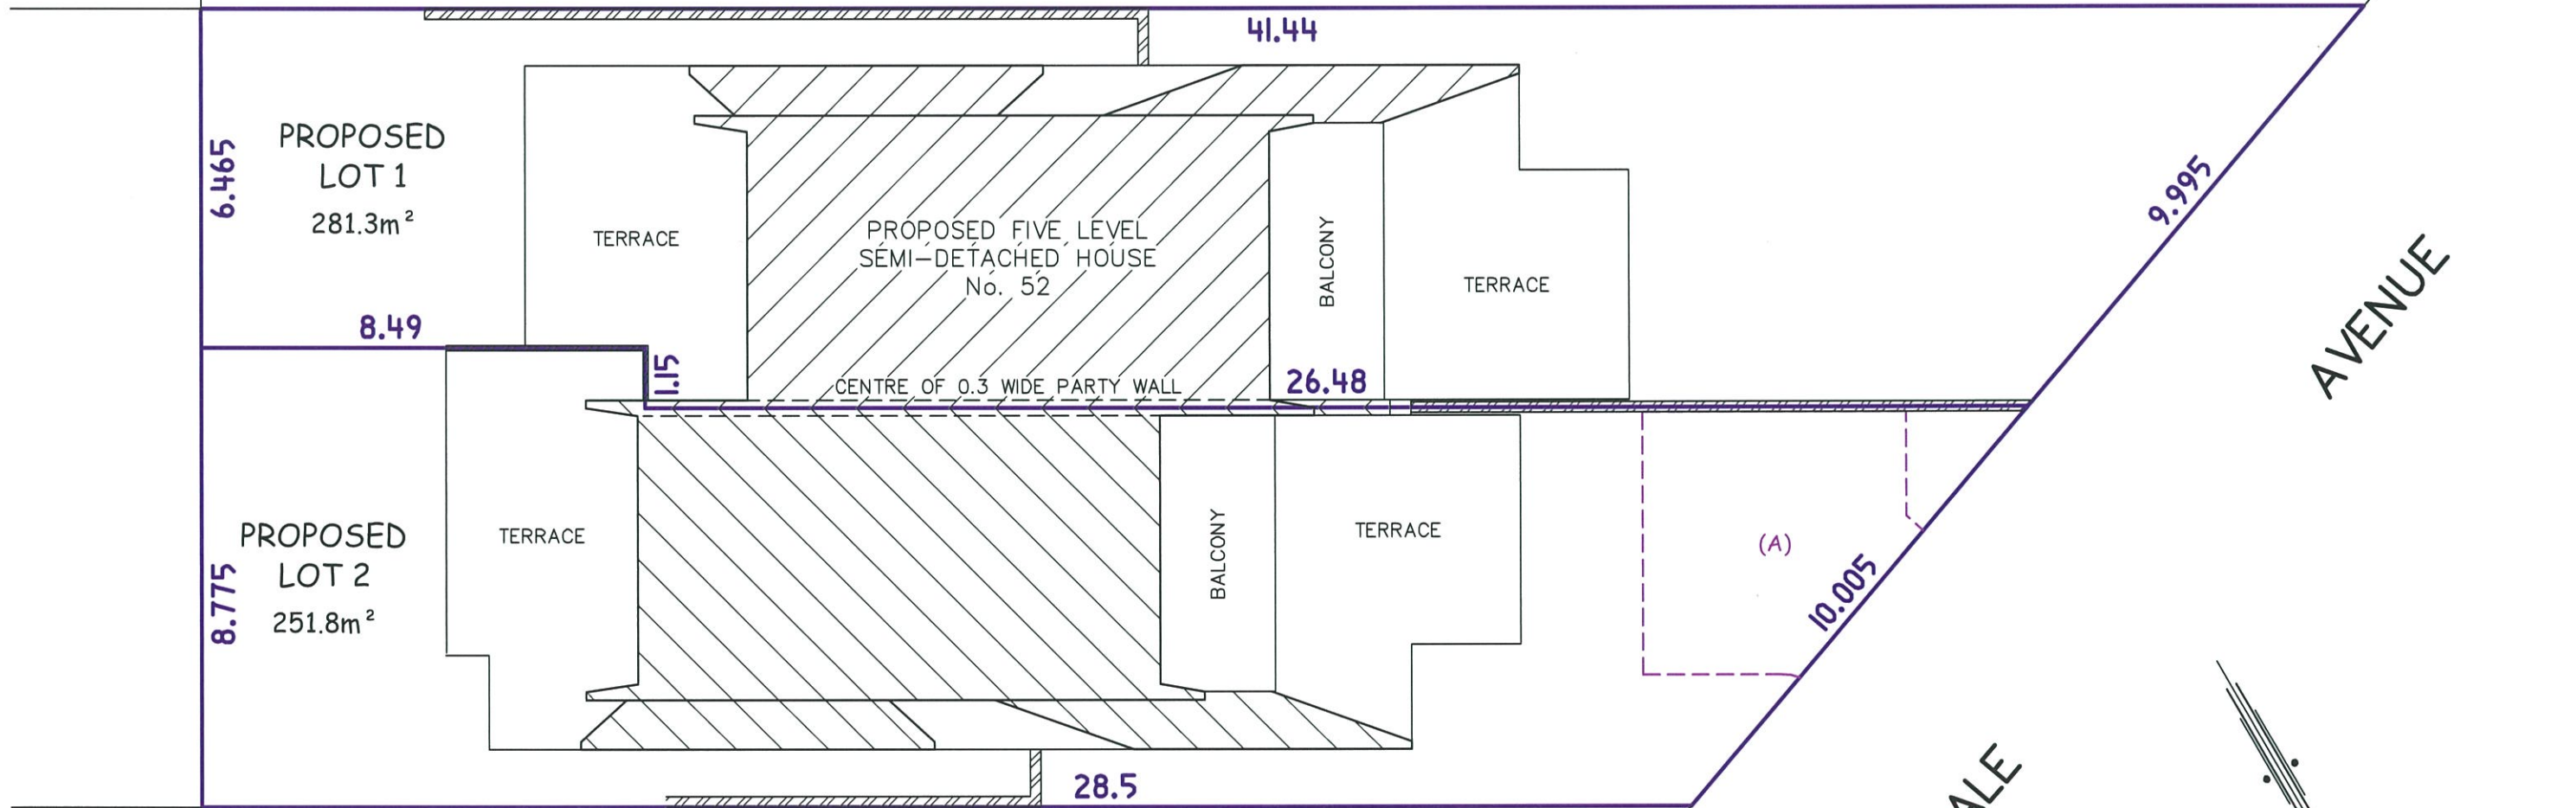 41.44
PROPOSED
LOT 1
281.3m²
6.465
9.995
TERRACE
PROPOSED FIVE LEVEL
SEMI-DETACHED HOUSE
No. 52
BALCONY
TERRACE
AVENUE
8.49
1.15
CENTRE OF 0.3 WIDE PARTY WALL
26.48
PROPOSED
LOT 2
251.8m²
8.775
TERRACE
BALCONY
TERRACE
(A)
10.005
28.5
ALE